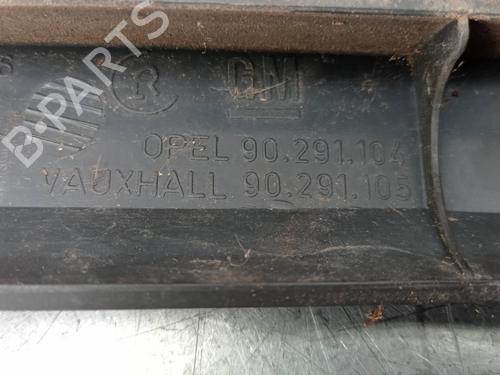 R GM
OPEL 90.291.104
VAUXHALL 90.291.105
B-PARTS